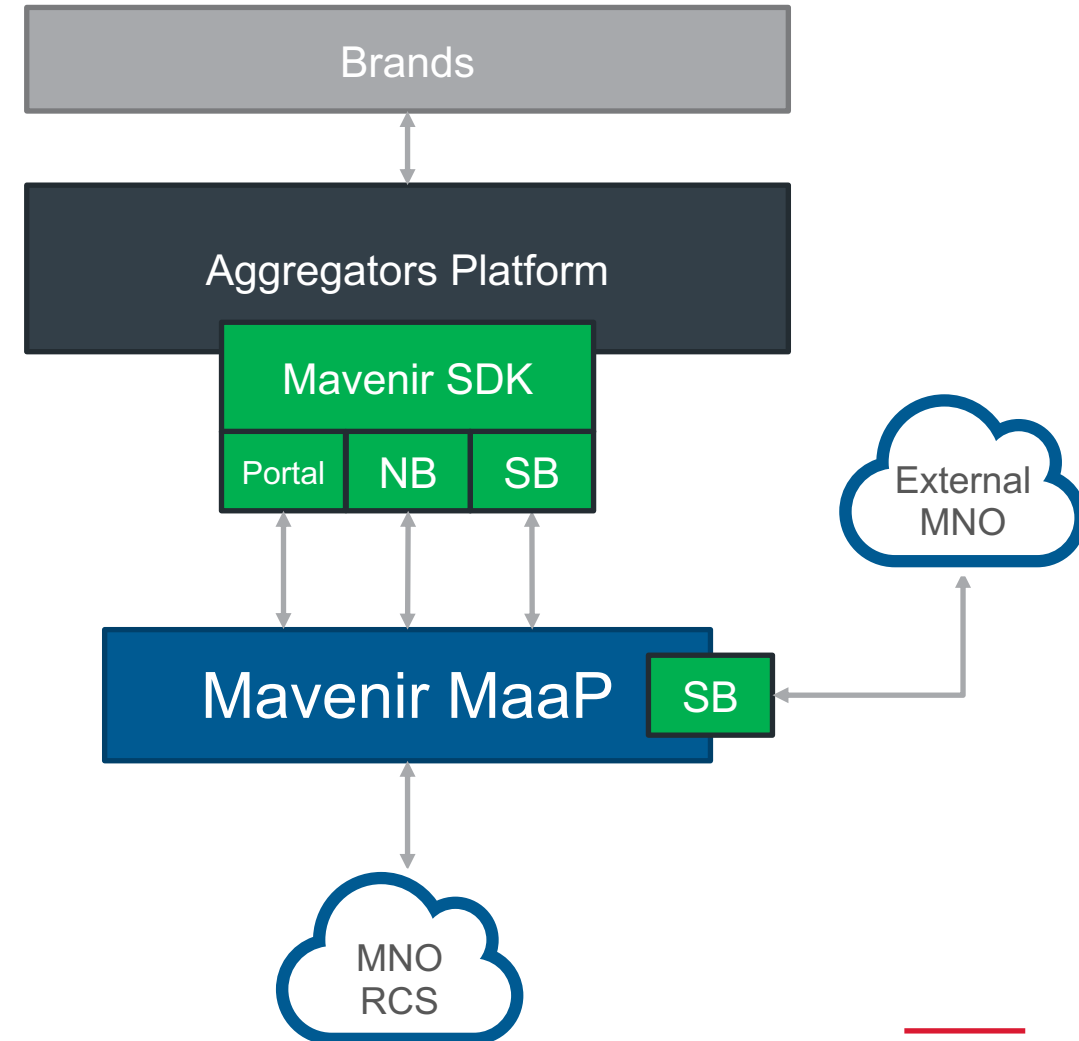 Brands
Aggregators Platform
Mavenir SDK
Portal
NB
SB
External
MNO
Mavenir MaaP
SB
MNO
RCS